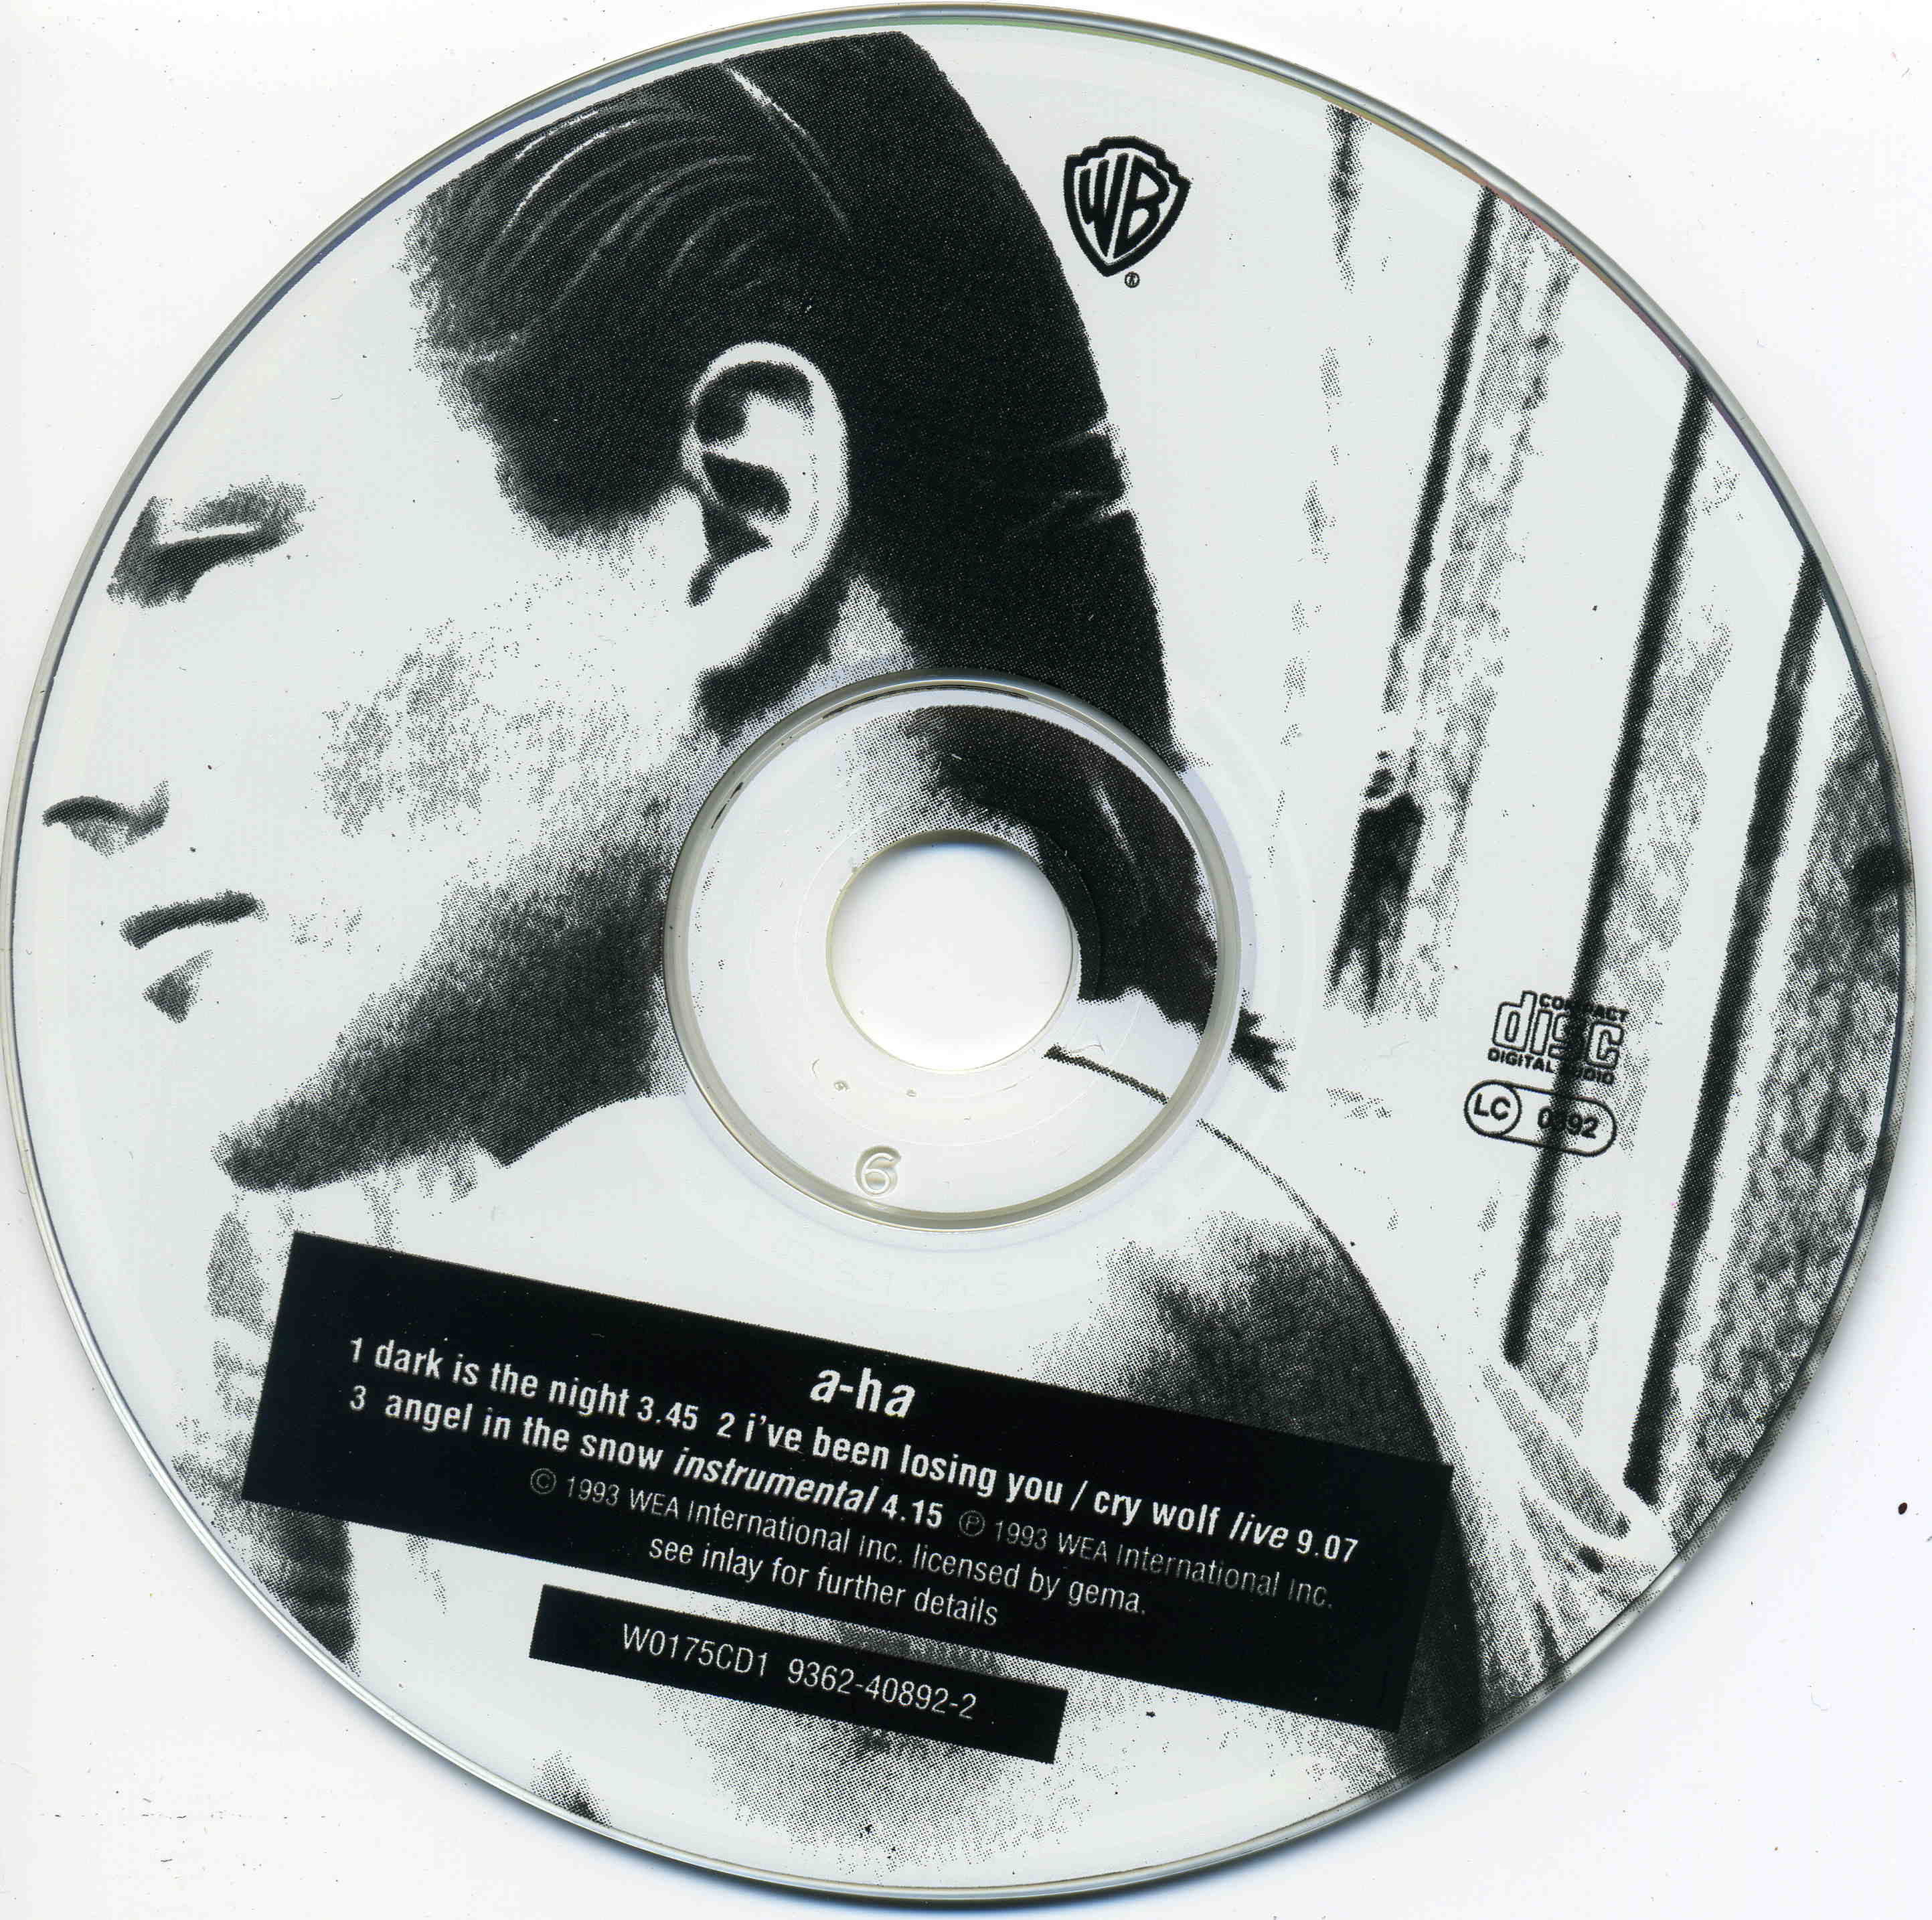 WB
®
COMPACT
disc
DIGITAL AUDIO
LC 0392
6
a-ha
1 dark is the night 3.45 2 i've been losing you / cry wolf live 9.07
3 angel in the snow instrumental 4.15 ℗ 1993 WEA International Inc.
© 1993 WEA International Inc. licensed by gema.
see inlay for further details
W0175CD1 9362-40892-2